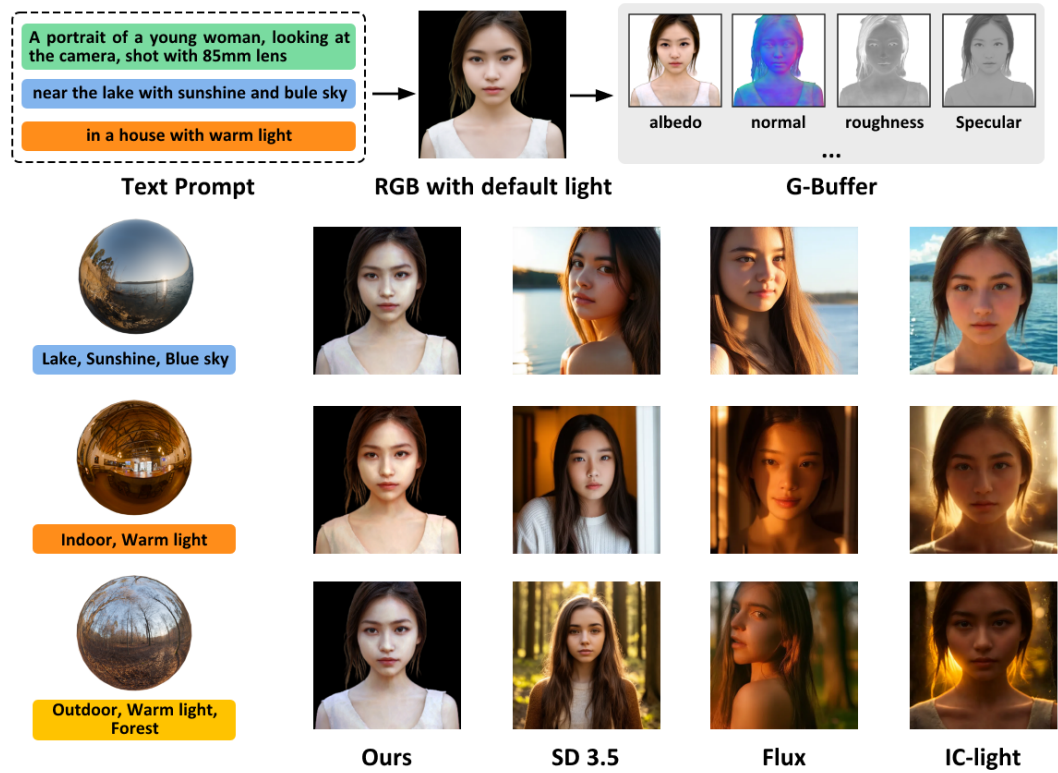 A portrait of a young woman, looking at
the camera, shot with 85mm lens
near the lake with sunshine and bule sky
in a house with warm light
albedo
normal
roughness
Specular
...
Text Prompt
RGB with default light
G-Buffer
Lake, Sunshine, Blue sky
Indoor, Warm light
Outdoor, Warm light,
Forest
Ours
SD 3.5
Flux
IC-light